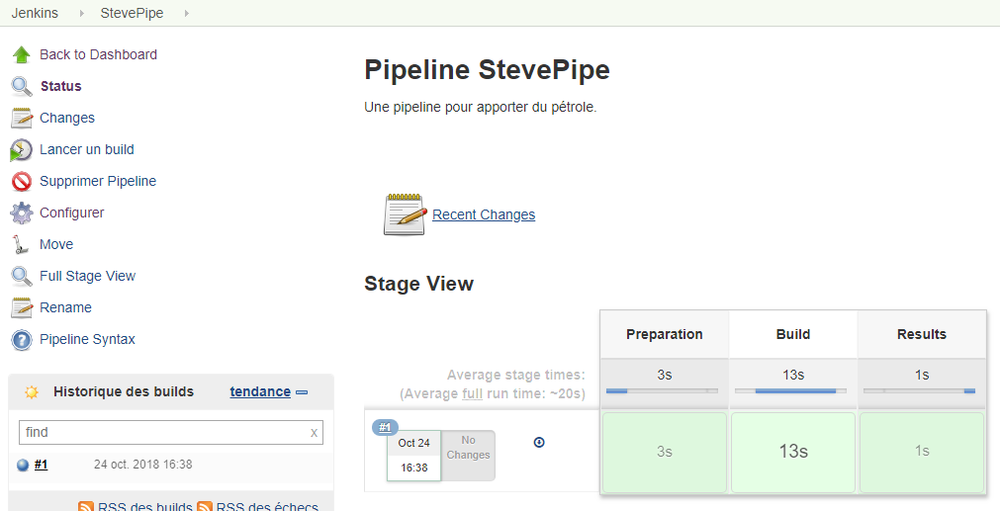 Jenkins
StevePipe
Back to Dashboard
Status
Changes
Lancer un build
Supprimer Pipeline
Configurer
Move
Full Stage View
Rename
Pipeline Syntax
Historique des builds
tendance
find
x
#1
24 oct. 2018 16:38
RSS des builds
RSS des échecs
Pipeline StevePipe
Une pipeline pour apporter du pétrole.
Recent Changes
Stage View
Preparation
Build
Results
Average stage times:
(Average full run time: ~20s)
3s
13s
1s
#1
Oct 24
16:38
No
Changes
3s
13s
1s